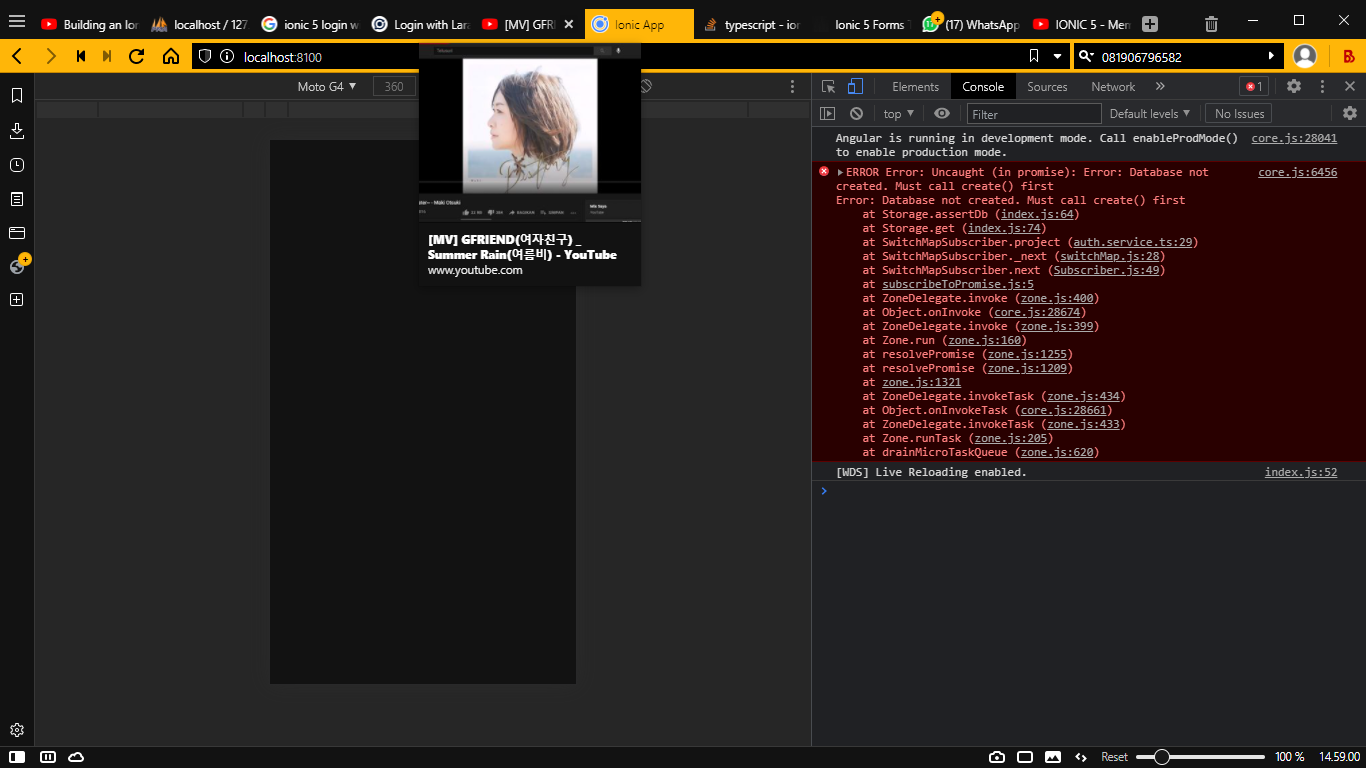 Building an Ior
localhost / 127
ionic 5 login w
Login with Lara
[MV] GFRI
Ionic App
typescript - ion
Ionic 5 Forms T
(17) WhatsApp
IONIC 5 - Men
localhost:8100
081906796582
Moto G4
360
[MV] GFRIEND(여자친구) _
Summer Rain(여름비) - YouTube
www.youtube.com
Elements
Console
Sources
Network
1
top
Filter
Default levels
No Issues
Angular is running in development mode. Call enableProdMode() core.js:28041
to enable production mode.
ERROR Error: Uncaught (in promise): Error: Database not core.js:6456
created. Must call create() first
Error: Database not created. Must call create() first
at Storage.assertDb (index.js:64)
at Storage.get (index.js:74)
at SwitchMapSubscriber.project (auth.service.ts:29)
at SwitchMapSubscriber._next (switchMap.js:28)
at SwitchMapSubscriber.next (Subscriber.js:49)
at subscribeToPromise.js:5
at ZoneDelegate.invoke (zone.js:400)
at Object.onInvoke (core.js:28674)
at ZoneDelegate.invoke (zone.js:399)
at Zone.run (zone.js:160)
at resolvePromise (zone.js:1255)
at resolvePromise (zone.js:1209)
at zone.js:1321
at ZoneDelegate.invokeTask (zone.js:434)
at Object.onInvokeTask (core.js:28661)
at ZoneDelegate.invokeTask (zone.js:433)
at Zone.runTask (zone.js:205)
at drainMicroTaskQueue (zone.js:620)
[WDS] Live Reloading enabled. index.js:52
Reset
100 %
14.59.00